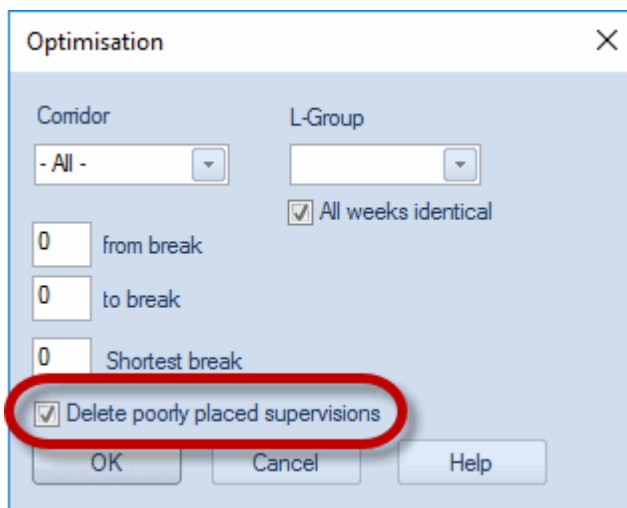 Optimisation
Corridor L-Group
- All -
All weeks identical
0 from break
0 to break
0 Shortest break
Delete poorly placed supervisions
OK Cancel Help